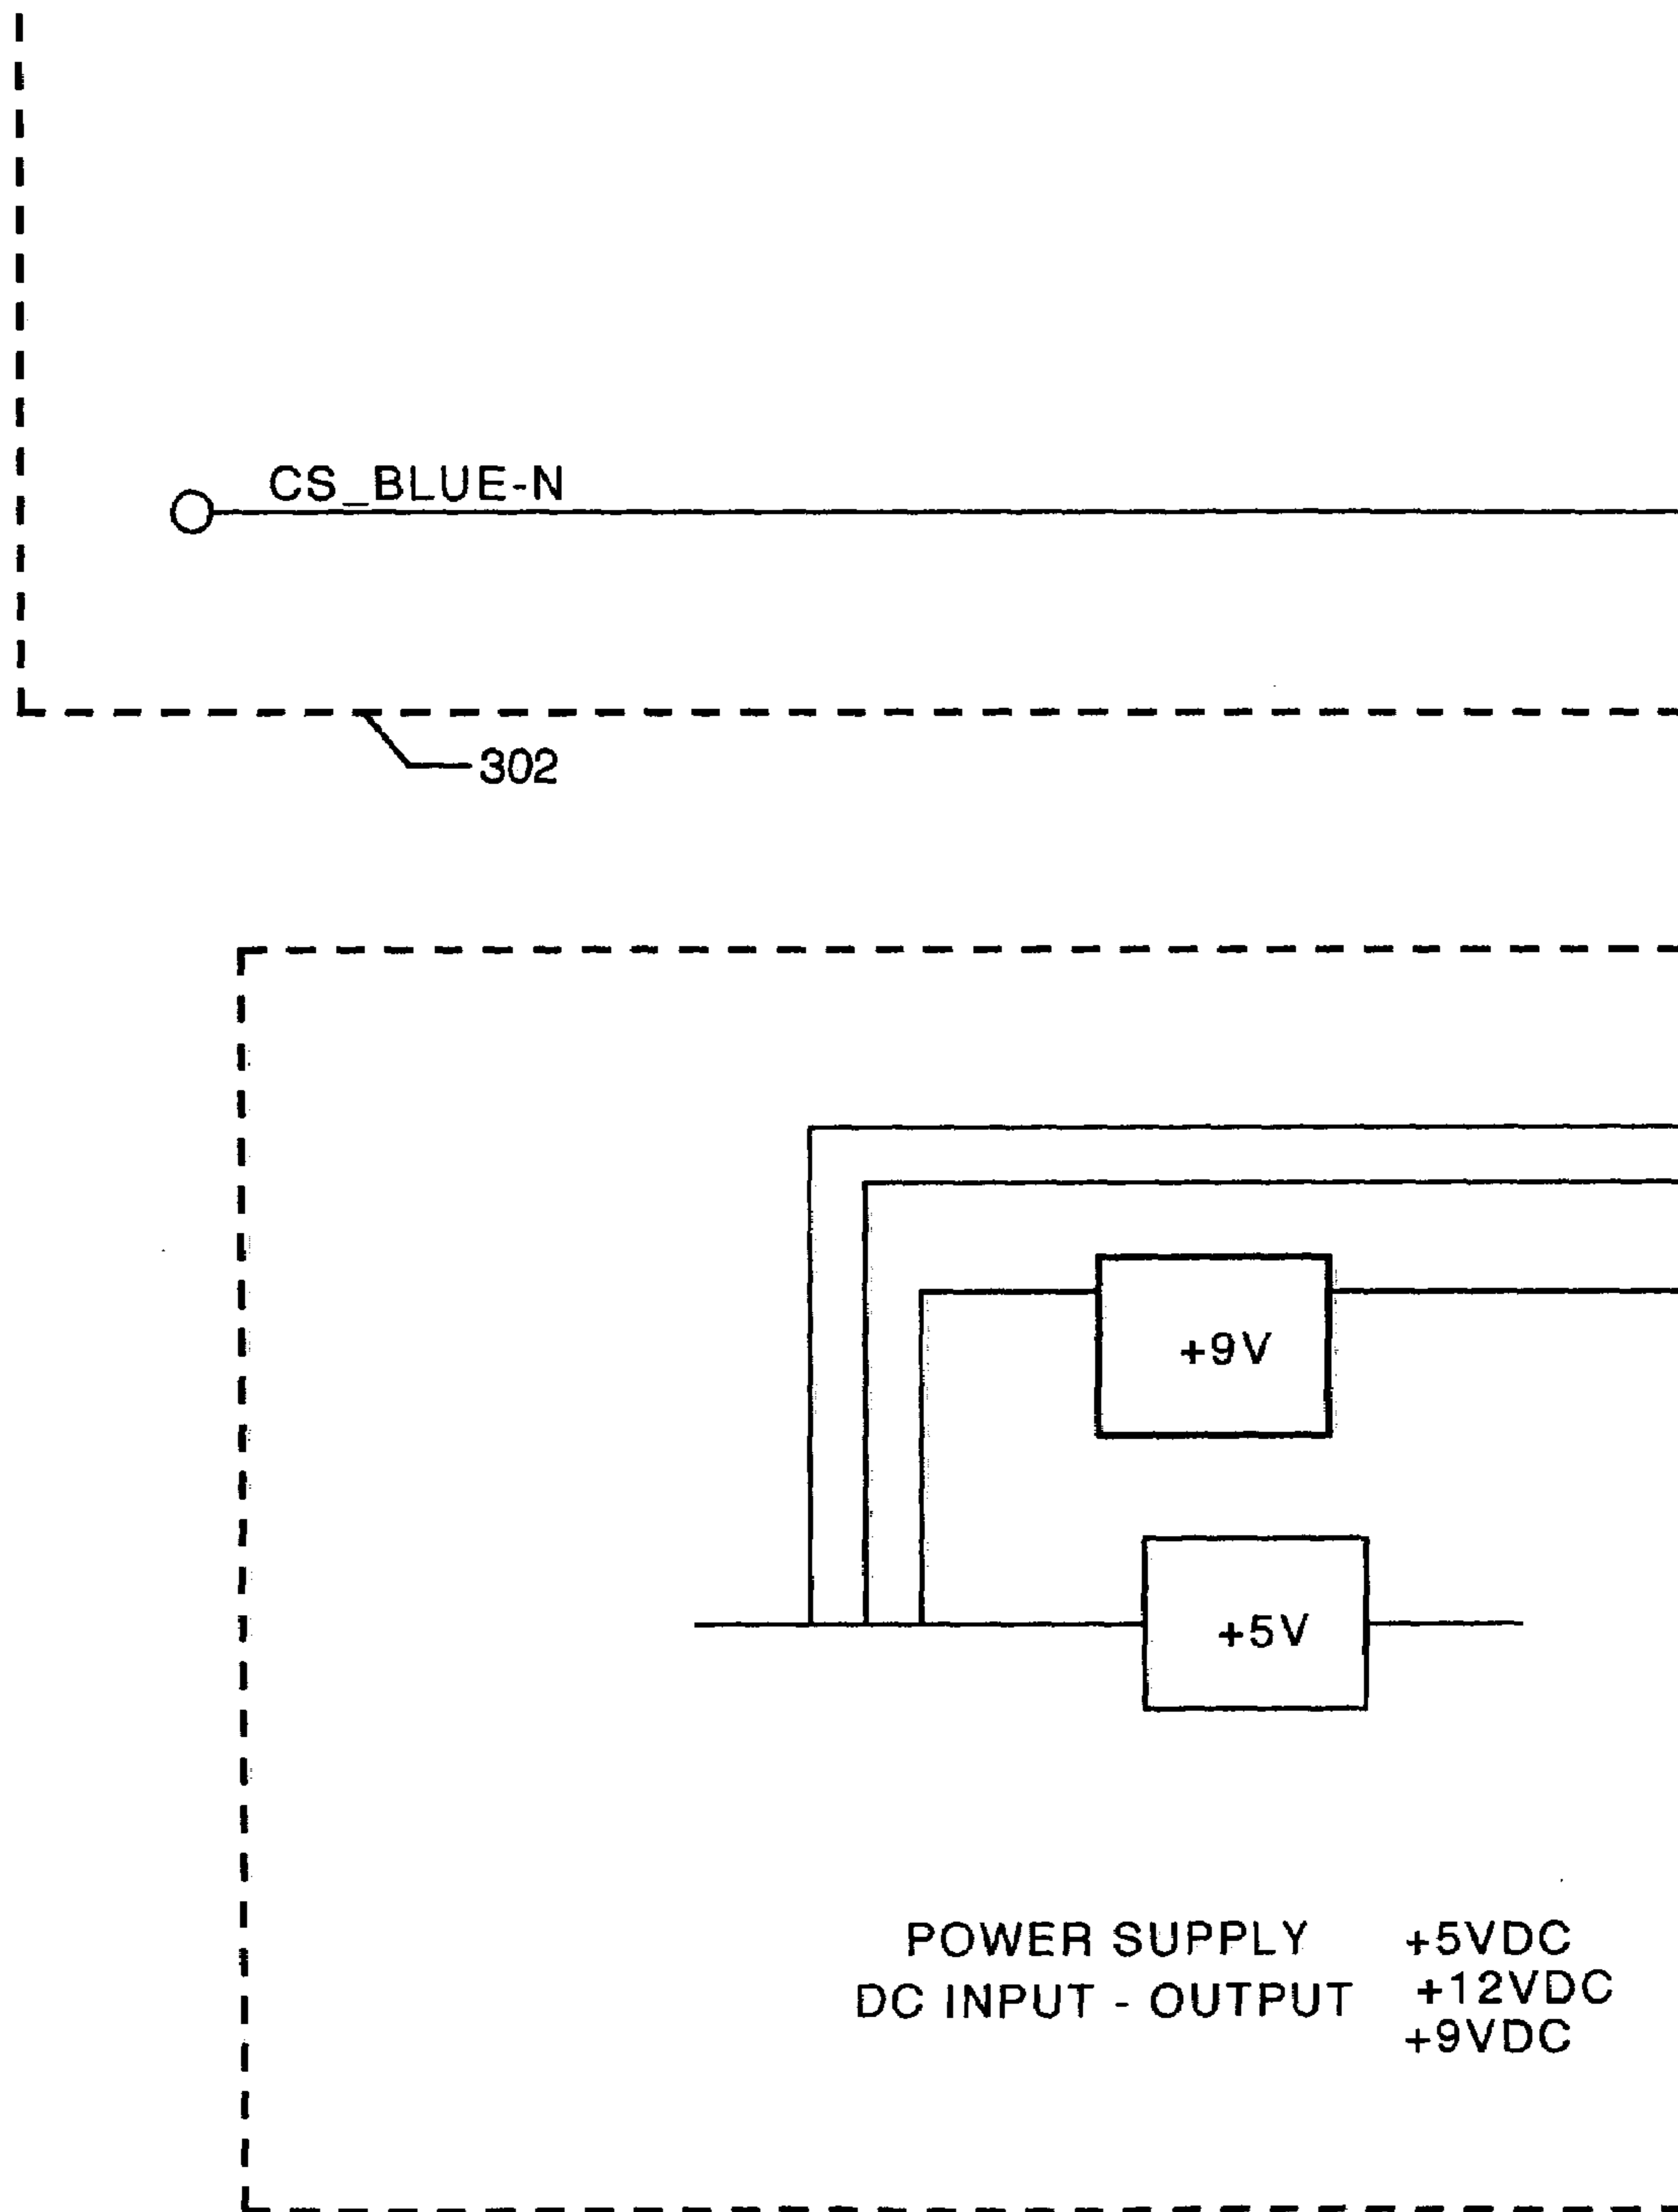 CS_BLUE-N
302
+9V
+5V
POWER SUPPLY +5VDC
DC INPUT - OUTPUT +12VDC
+9VDC